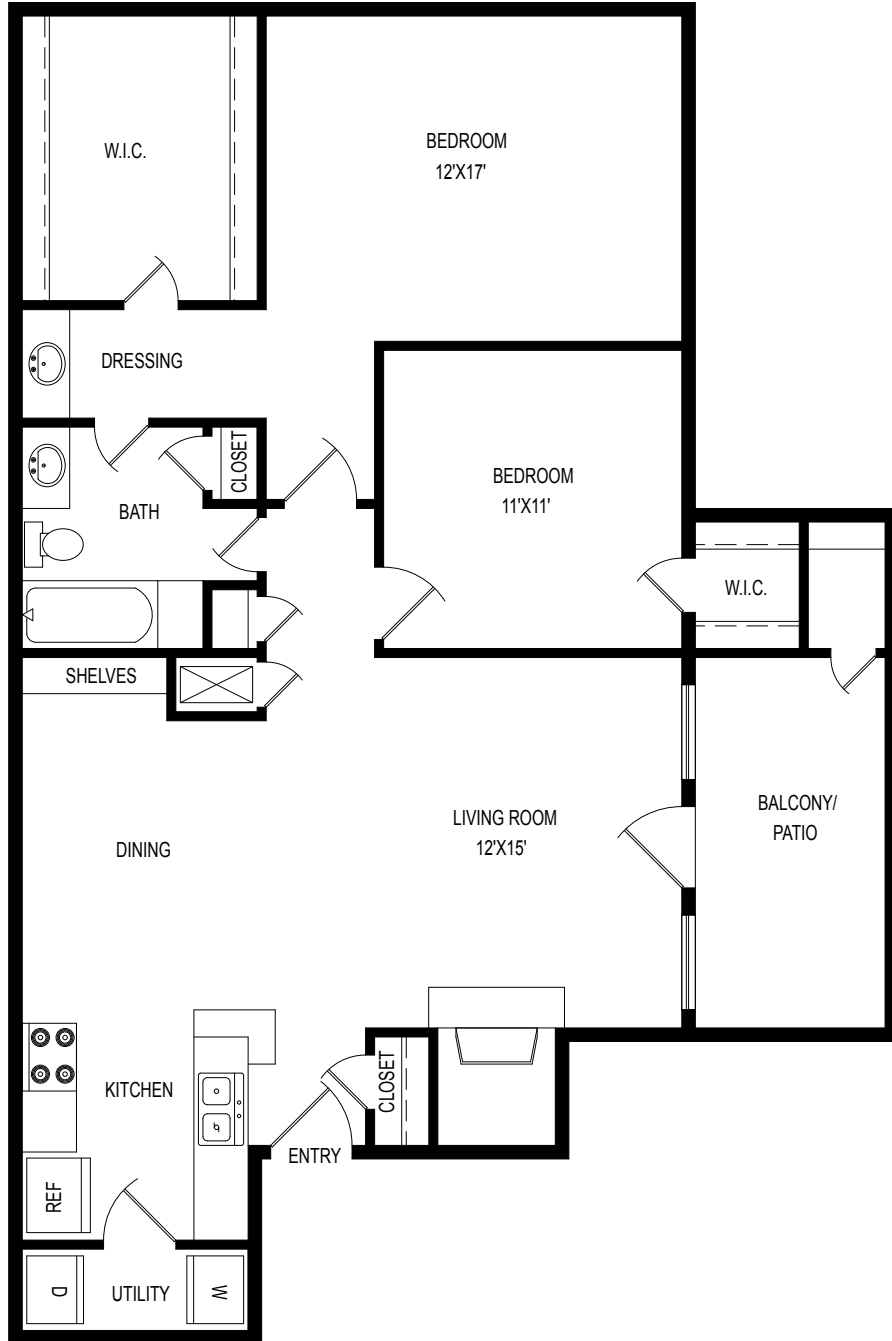 W.I.C.
BEDROOM
12'X17'
DRESSING
CLOSET
BEDROOM
11'X11'
BATH
W.I.C.
SHELVES
LIVING ROOM
12'X15'
BALCONY/
PATIO
DINING
KITCHEN
CLOSET
ENTRY
REF
D
UTILITY
W